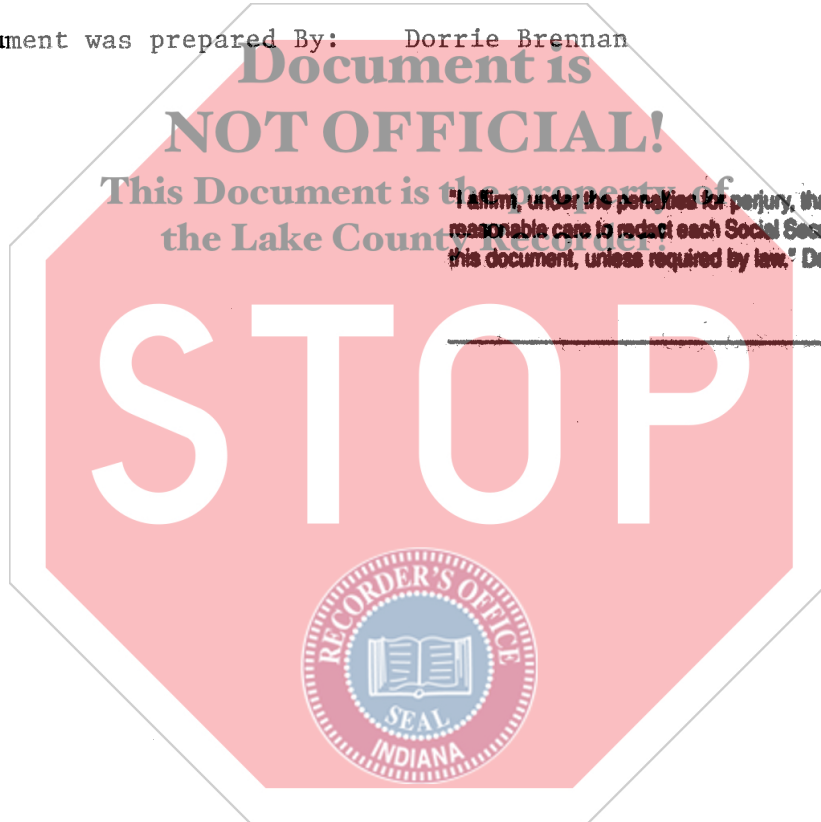 ument was prepared By: Dorrie Brennan
Document is
NOT OFFICIAL!
This Document is the property of
the Lake County Recorder!
"I affirm, under the penalties for perjury, tha
reasonable care to redact each Social Secu
this document, unless required by law." Do
STOP
RECORDER'S OFFICE
SEAL
INDIANA